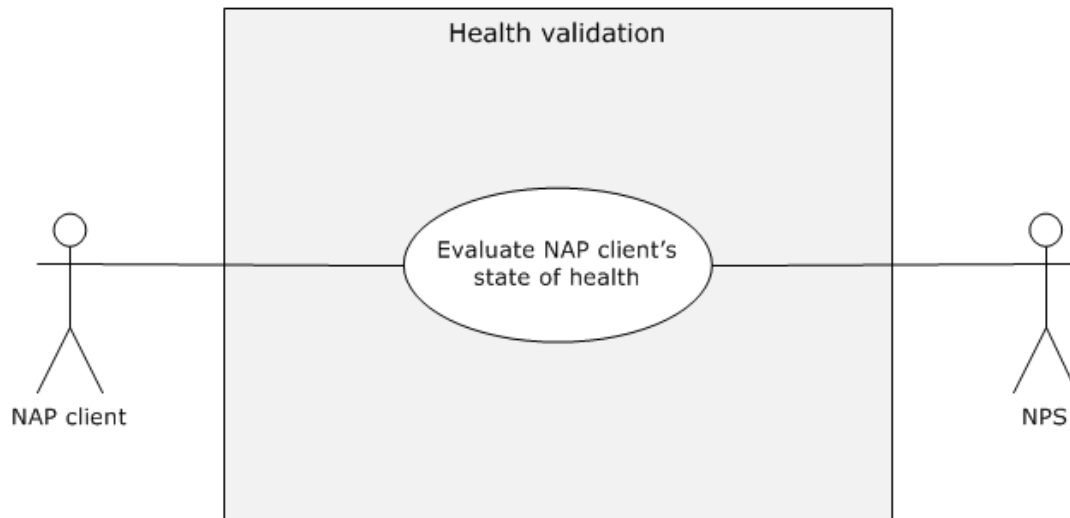 Health validation
Evaluate NAP client’s
state of health
NAP client
NPS